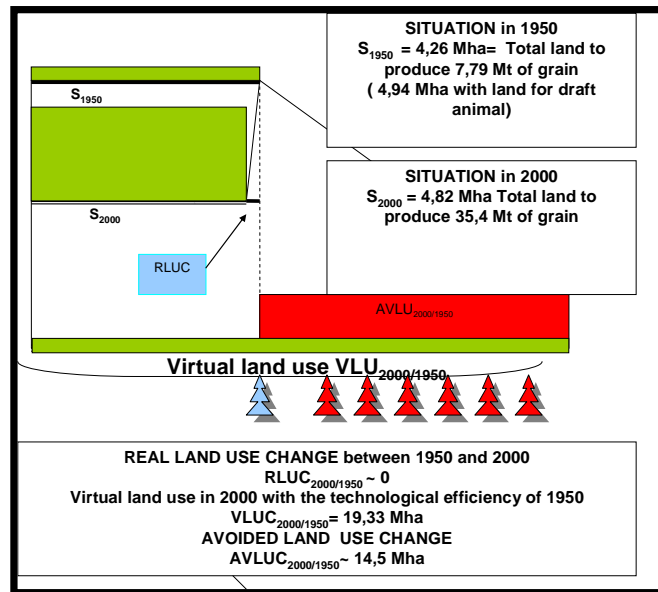 SITUATION in 1950
S1950 = 4,26 Mha= Total land to
produce 7,79 Mt of grain
( 4,94 Mha with land for draft
animal)
S1950
SITUATION in 2000
S2000 = 4,82 Mha Total land to
produce 35,4 Mt of grain
S2000
RLUC
AVLU2000/1950
Virtual land use VLU2000/1950
REAL LAND USE CHANGE between 1950 and 2000
RLUC2000/1950 ~ 0
Virtual land use in 2000 with the technological efficiency of 1950
VLUC2000/1950= 19,33 Mha
AVOIDED LAND USE CHANGE
AVLUC2000/1950~ 14,5 Mha